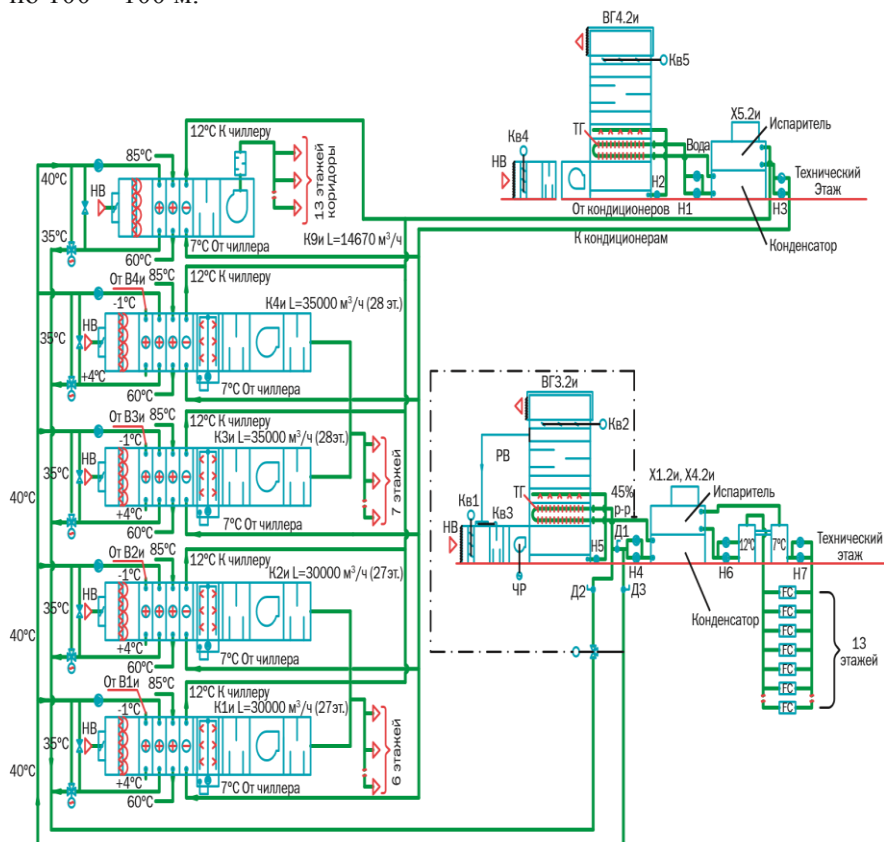 по 100 – 160 м.
ВГ4.2и
Кв5
Х5.2и
Испаритель
ТГ
Вода
Кв4
НВ
Н2
Технический
Этаж
От кондиционеров
Н1
Н3
К кондиционерам
Конденсатор
12°С К чиллеру
85°С
40°С
НВ
13 этажей
коридоры
35°С
60°С
7°С От чиллера
К9и L=14670 м³/ч
От В4и
85°С
12°С К чиллеру
-1°С
К4и L=35000 м³/ч (28 эт.)
НВ
35°С
+4°С
60°С
7°С От чиллера
От В3и
85°С
12°С К чиллеру
-1°С
К3и L=35000 м³/ч (28эт.)
НВ
35°С
40°С
+4°С
60°С
7°С От чиллера
7 этажей
От В2и
85°С
12°С К чиллеру
-1°С
К2и L=30000 м³/ч (27эт.)
НВ
35°С
40°С
+4°С
60°С
7°С От чиллера
От В1и
85°С
12°С К чиллеру
-1°С
К1и L=30000 м³/ч (27эт.)
НВ
35°С
40°С
+4°С
60°С
7°С От чиллера
6 этажей
ВГ3.2и
Кв2
РВ
Х1.2и, Х4.2и
Кв1
Кв3
ТГ
45%
р-р
Испаритель
НВ
Н5
Д1
12°С
7°С
Технический
этаж
Н4
Н6
Н7
ЧР
Д2
Д3
Конденсатор
FC
FC
FC
FC
FC
FC
FC
13
этажей